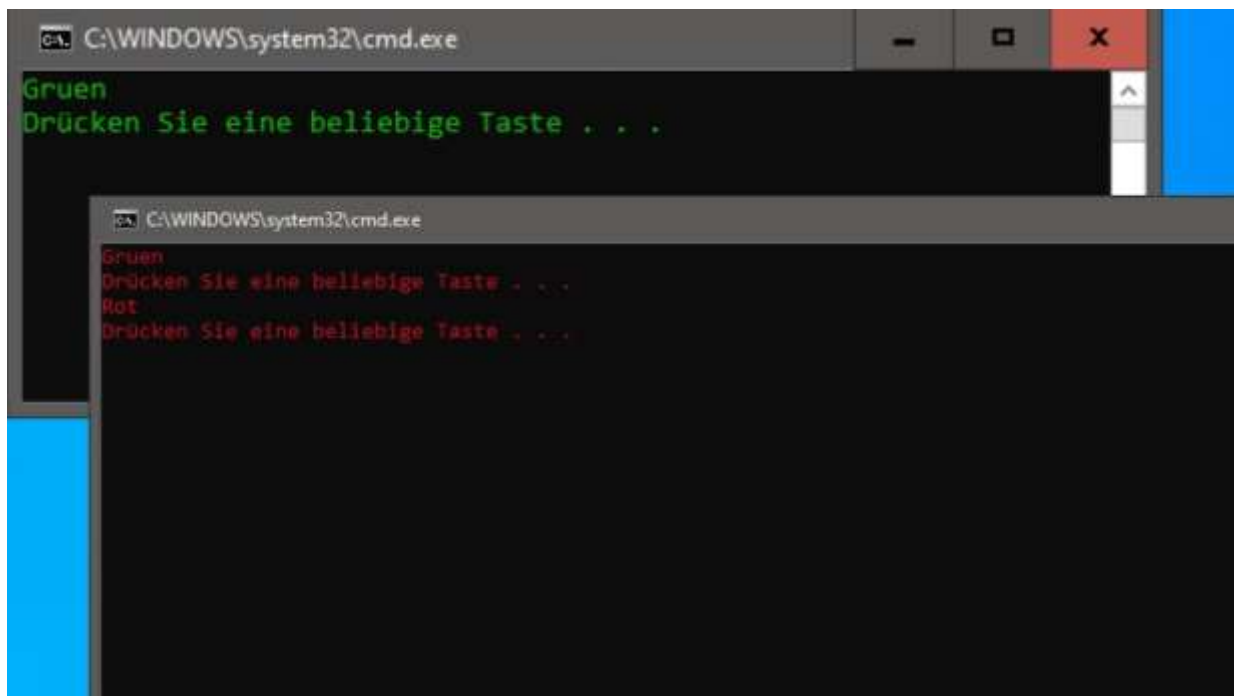 C:\WINDOWS\system32\cmd.exe
Gruen
Drücken Sie eine beliebige Taste . . .
C:\WINDOWS\system32\cmd.exe
Gruen
Drücken Sie eine beliebige Taste . . .
Rot
Drücken Sie eine beliebige Taste . . .